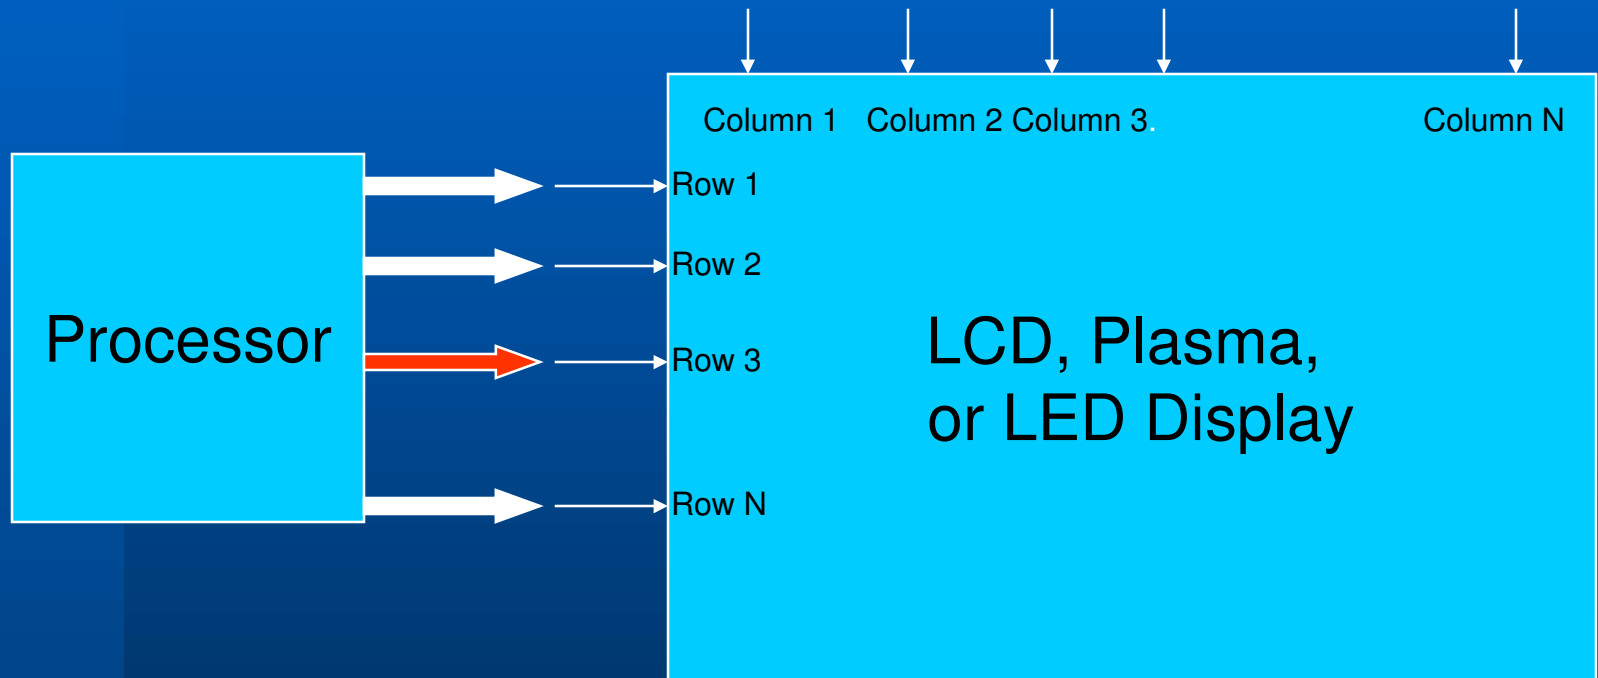 Column 1 Column 2 Column 3. Column N
Row 1
Row 2
Processor
Row 3
LCD, Plasma,
or LED Display
Row N